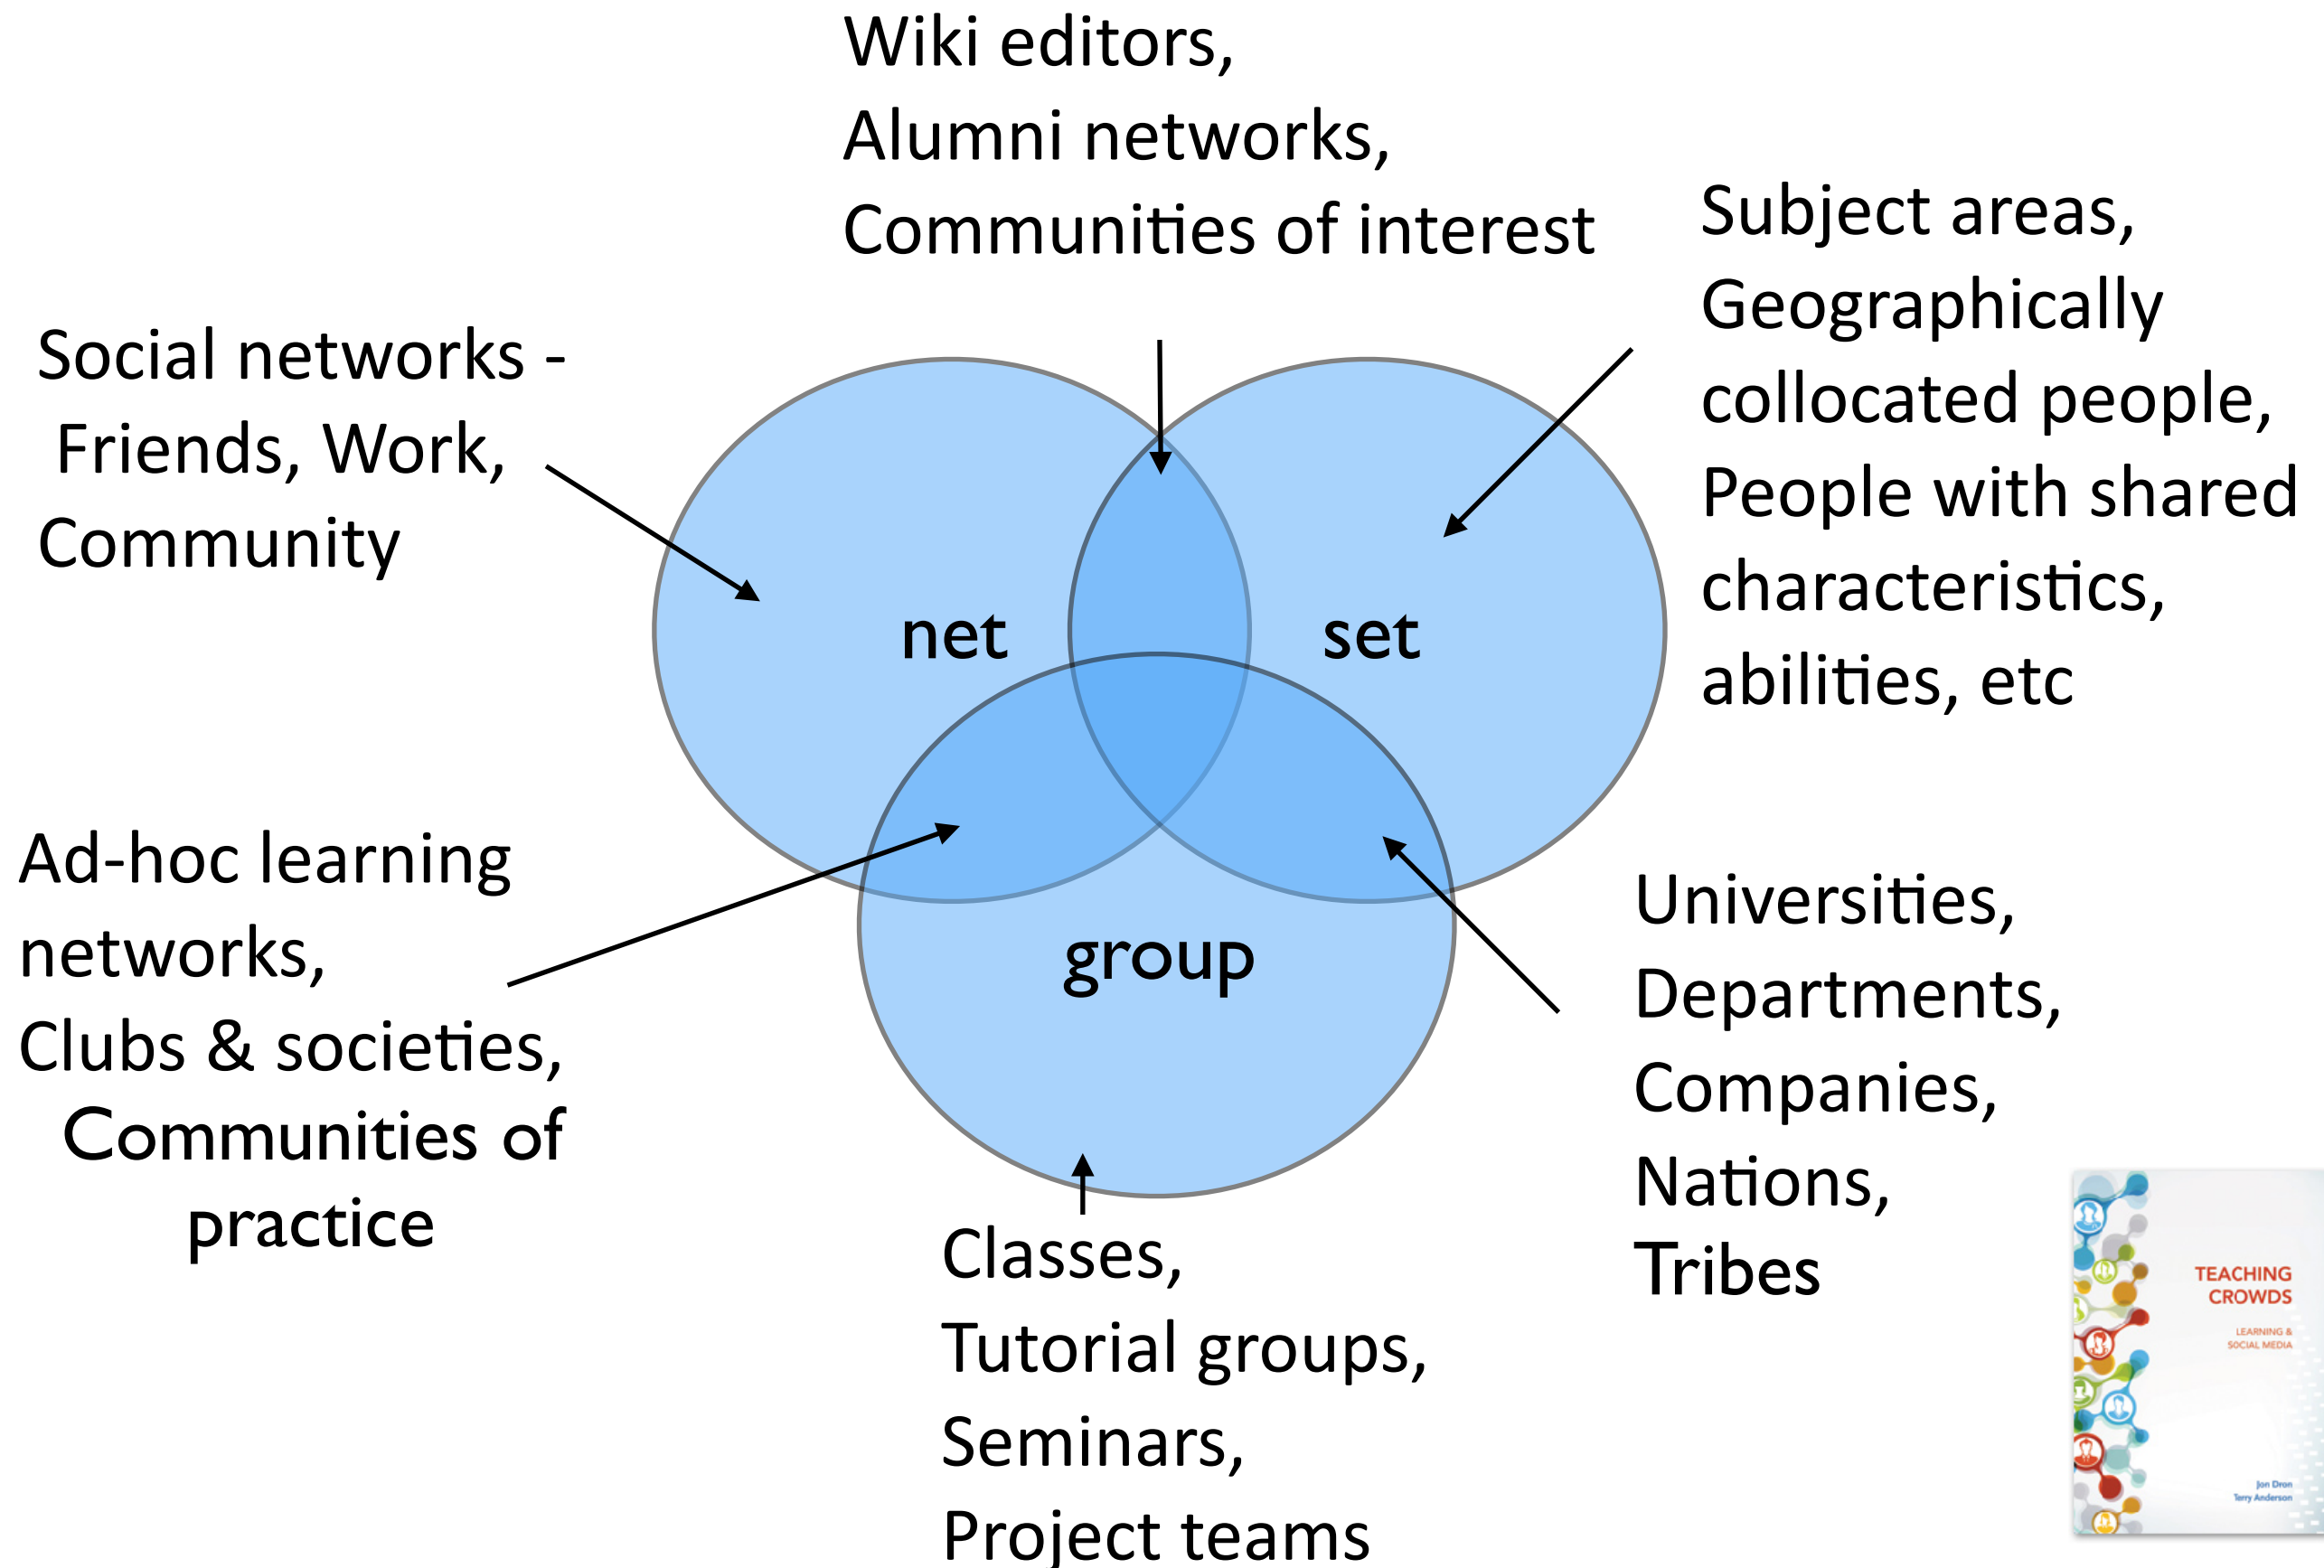 Wiki editors,
Alumni networks,
Communities of interest
Subject areas,
Geographically
collocated people,
People with shared
characteristics,
abilities, etc
Social networks -
Friends, Work,
Community
net
set
group
Ad-hoc learning
networks,
Clubs & societies,
Communities of
practice
Universities,
Departments,
Companies,
Nations,
Tribes
Classes,
Tutorial groups,
Seminars,
Project teams
TEACHING
CROWDS
LEARNING &
SOCIAL MEDIA
Jon Dron
Terry Anderson